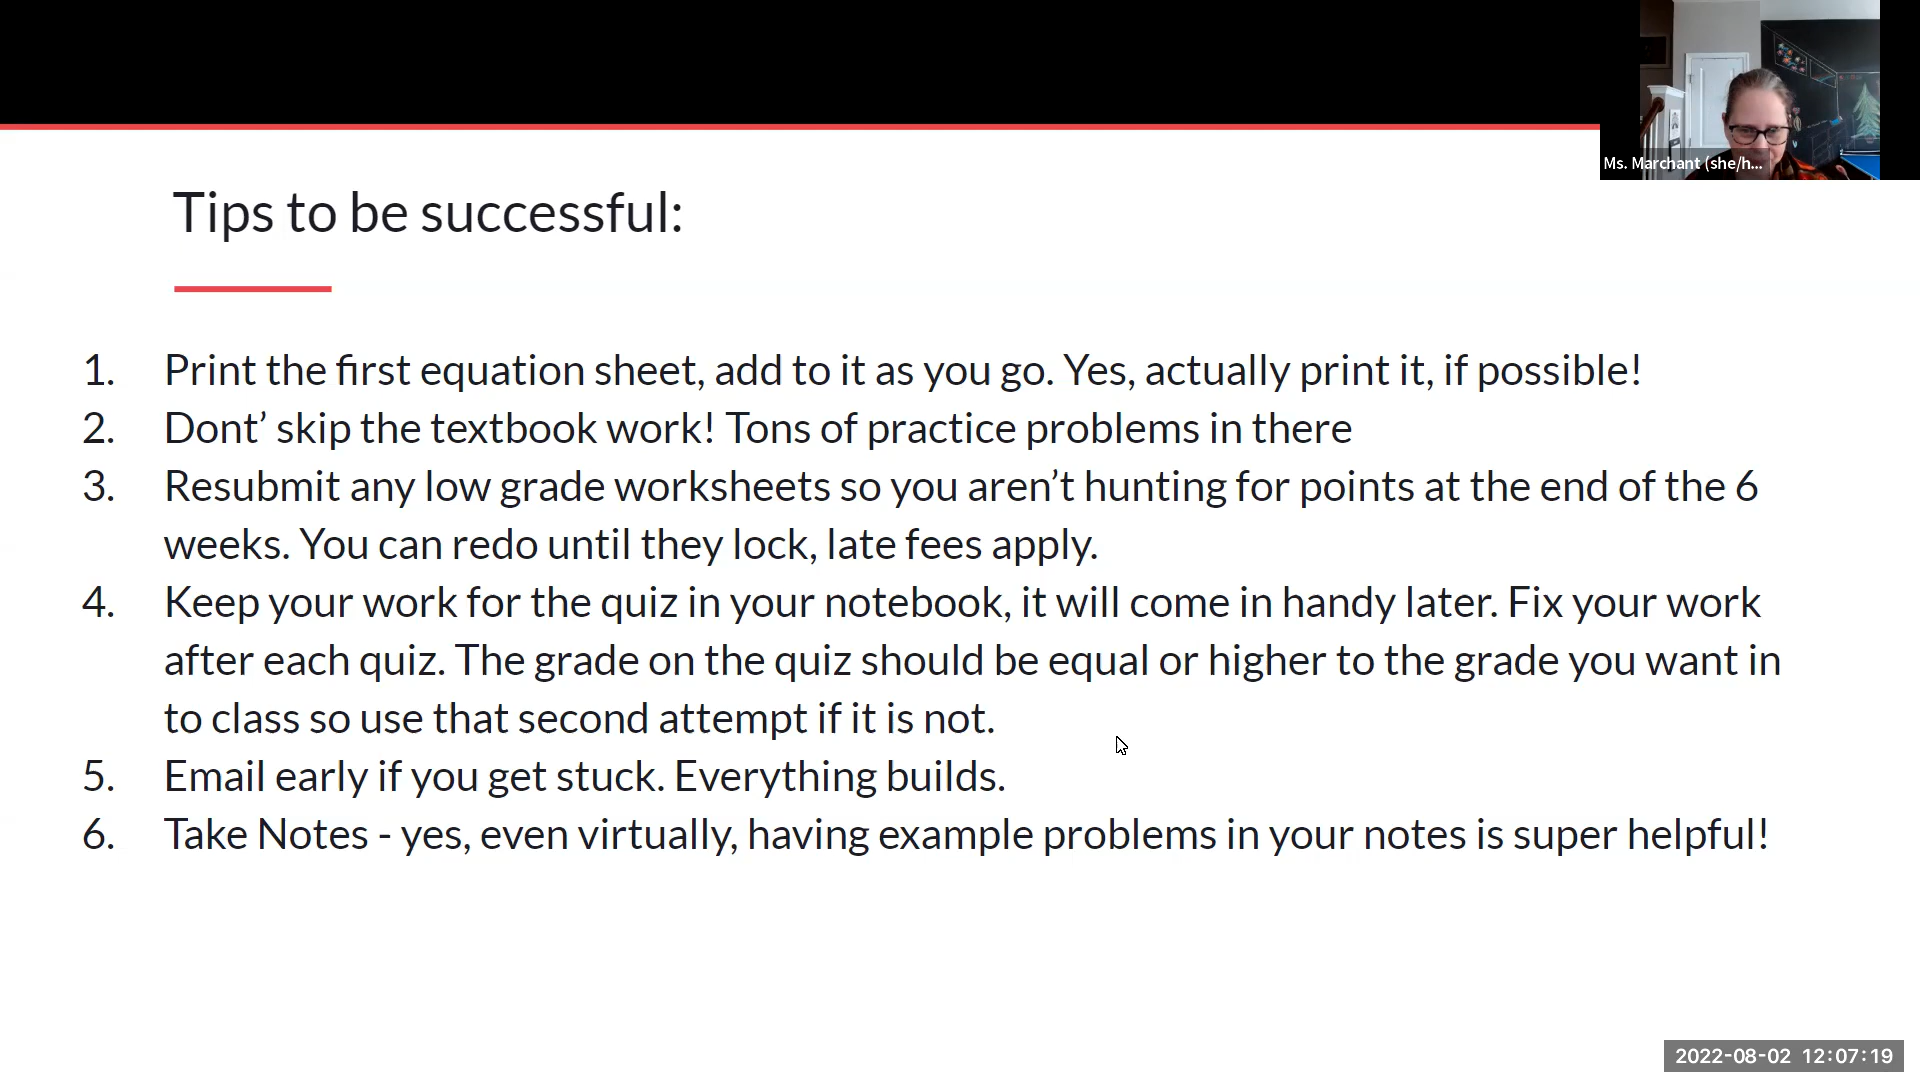 Ms. Marchant (she/h...
Tips to be successful:
1. Print the first equation sheet, add to it as you go. Yes, actually print it, if possible!
2. Dont’ skip the textbook work! Tons of practice problems in there
3. Resubmit any low grade worksheets so you aren’t hunting for points at the end of the 6
weeks. You can redo until they lock, late fees apply.
4. Keep your work for the quiz in your notebook, it will come in handy later. Fix your work
after each quiz. The grade on the quiz should be equal or higher to the grade you want in
to class so use that second attempt if it is not.
5. Email early if you get stuck. Everything builds.
6. Take Notes - yes, even virtually, having example problems in your notes is super helpful!
2022-08-02 12:07:19